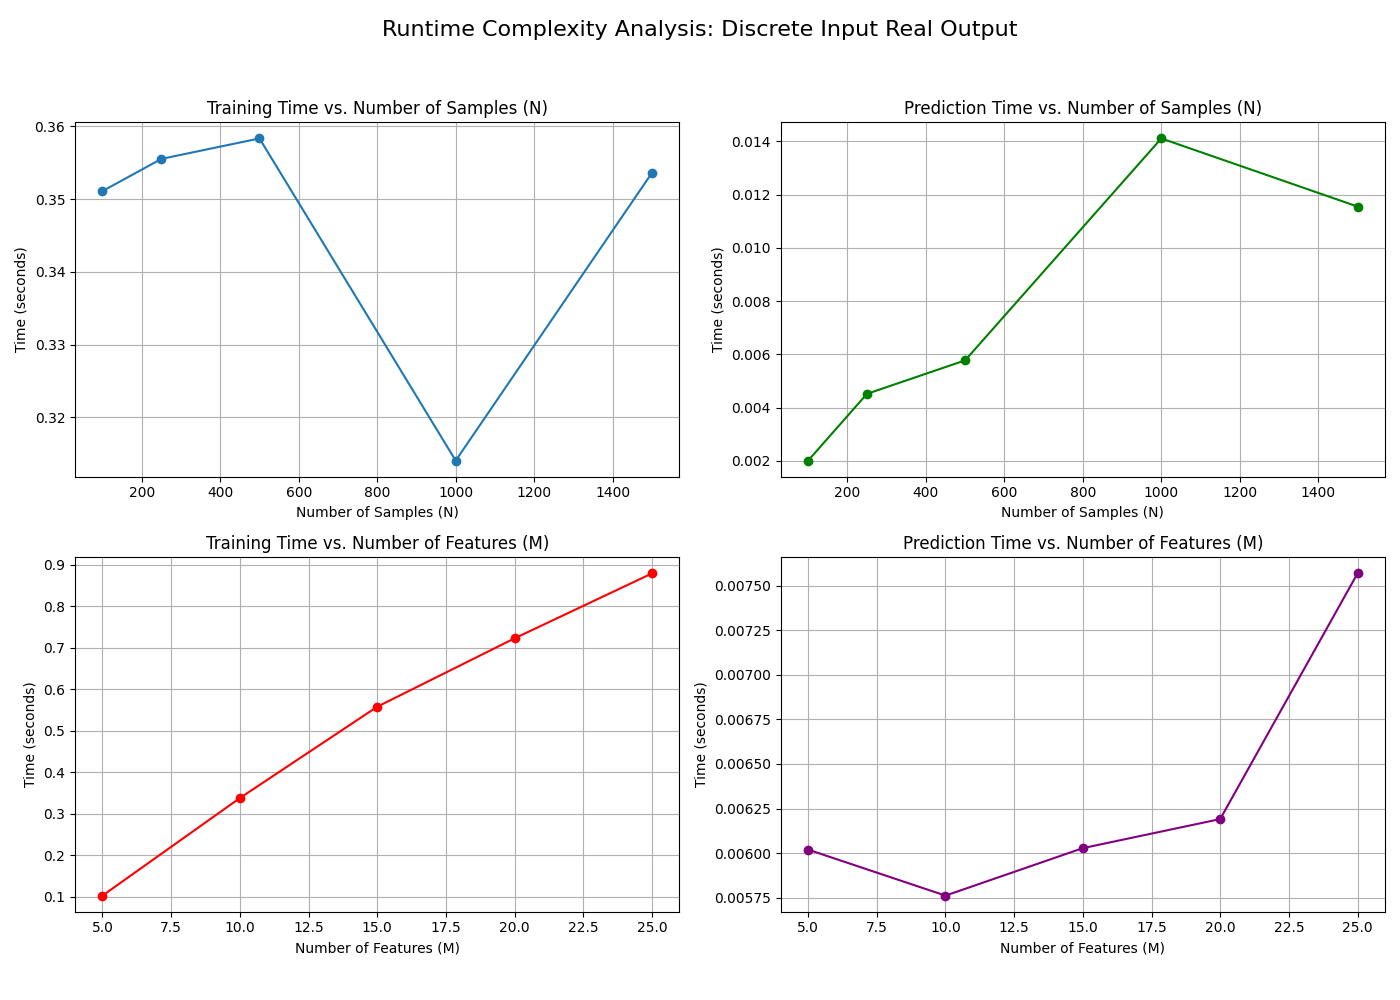 Runtime Complexity Analysis: Discrete Input Real Output
Training Time vs. Number of Samples (N)
0.36
0.35
0.34
0.33
0.32
Time (seconds)
200 400 600 800 1000 1200 1400
Number of Samples (N)
Prediction Time vs. Number of Samples (N)
0.014
0.012
0.010
0.008
0.006
0.004
0.002
Time (seconds)
200 400 600 800 1000 1200 1400
Number of Samples (N)
Training Time vs. Number of Features (M)
0.9
0.8
0.7
0.6
0.5
0.4
0.3
0.2
0.1
Time (seconds)
5.0 7.5 10.0 12.5 15.0 17.5 20.0 22.5 25.0
Number of Features (M)
Prediction Time vs. Number of Features (M)
0.00750
0.00725
0.00700
0.00675
0.00650
0.00625
0.00600
0.00575
Time (seconds)
5.0 7.5 10.0 12.5 15.0 17.5 20.0 22.5 25.0
Number of Features (M)